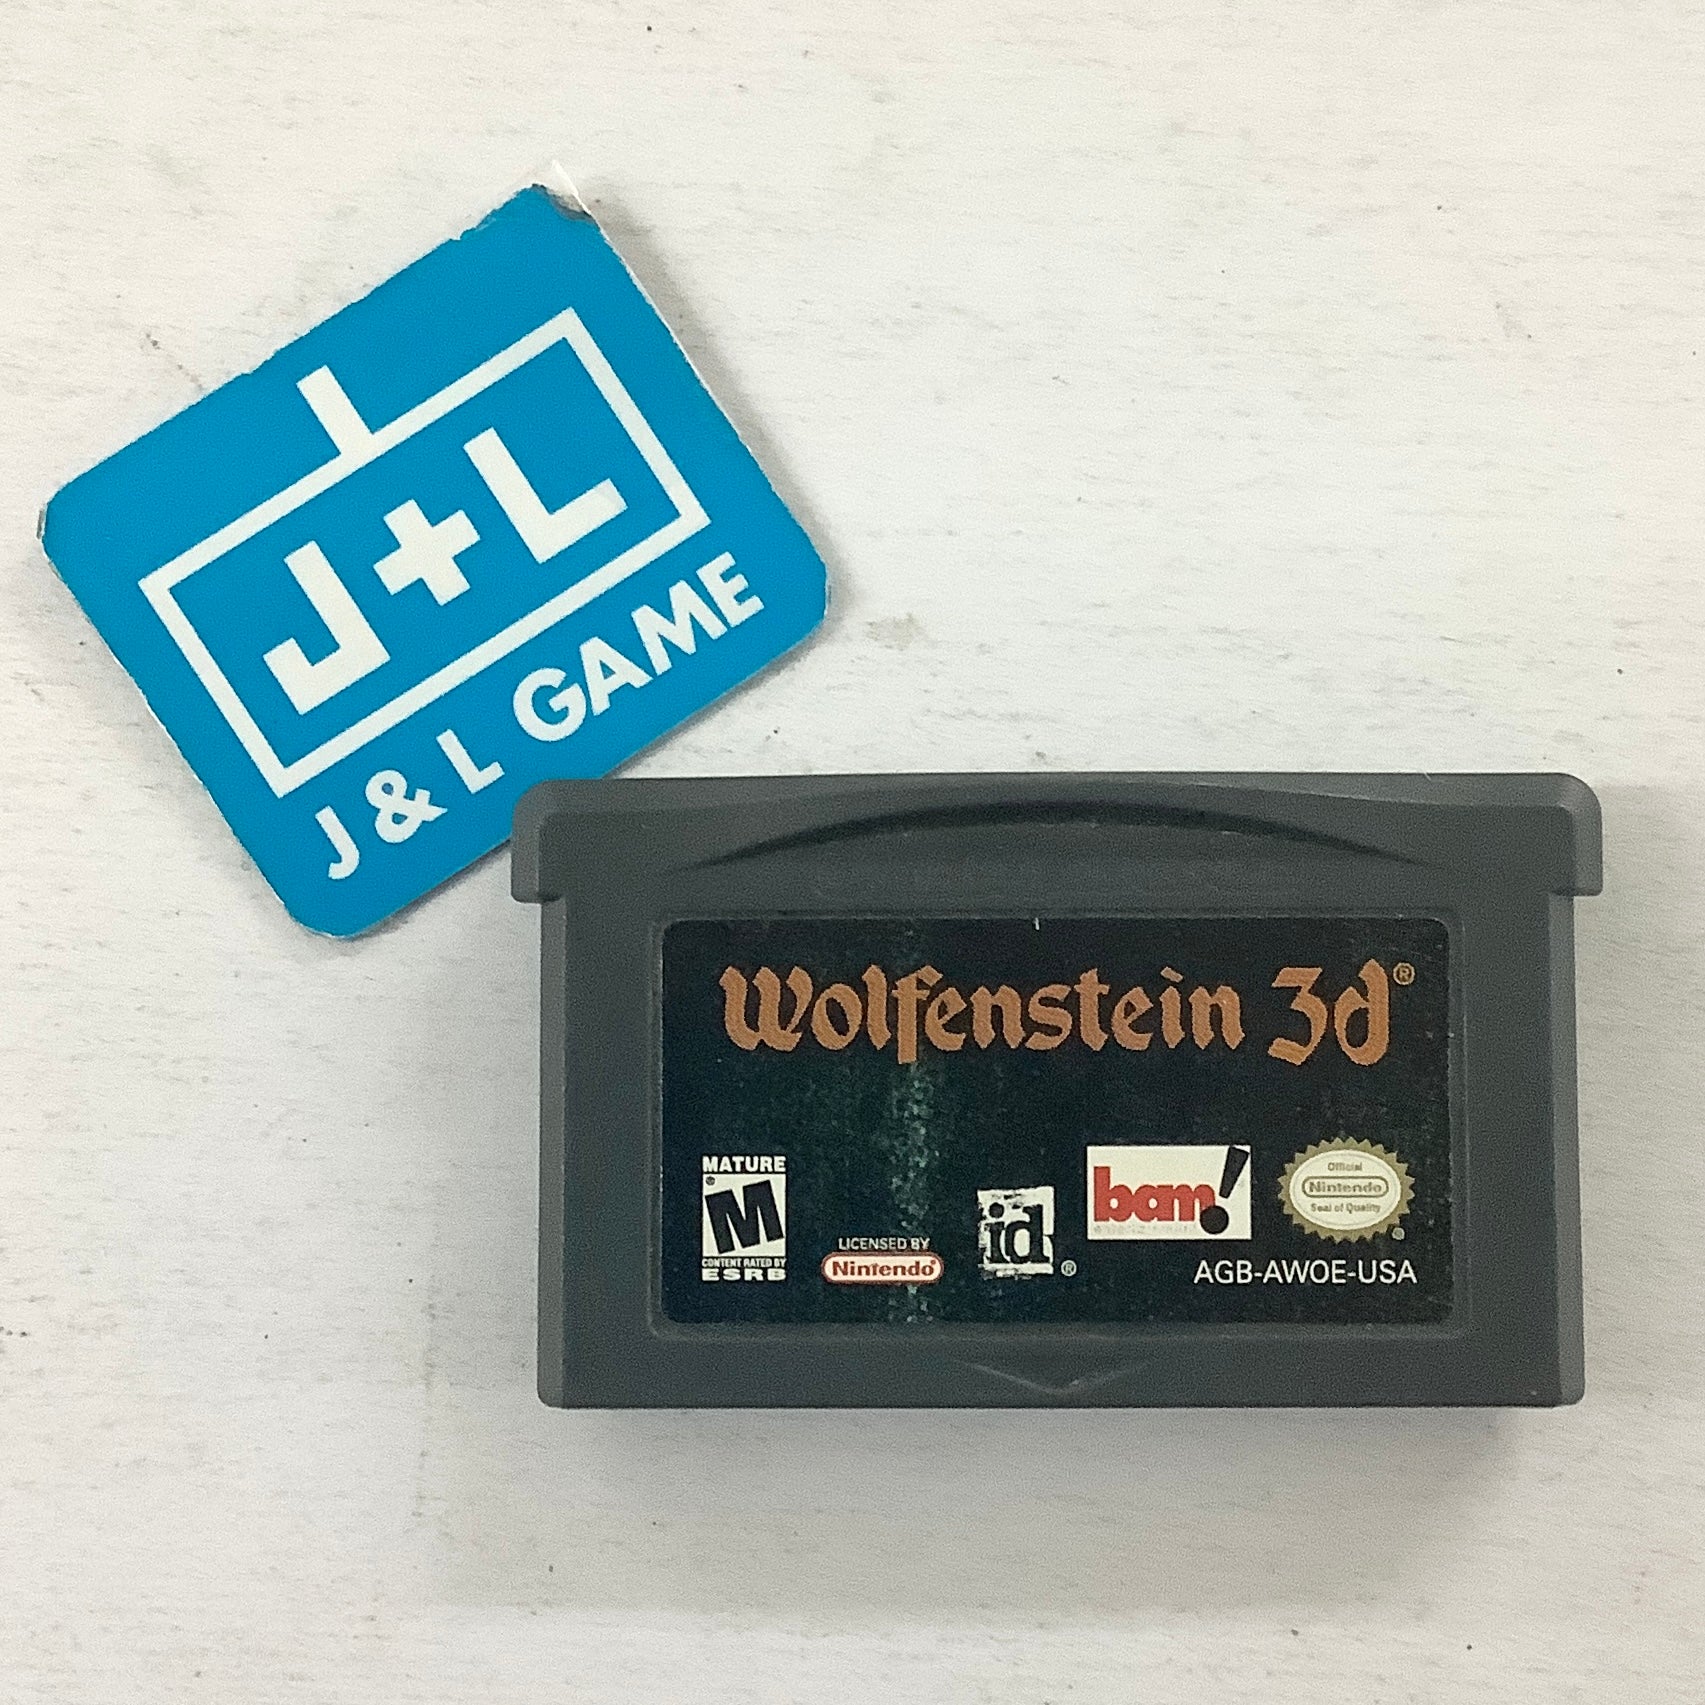 J+L
J & L GAME
Wolfenstein 3d®
MATURE
M
CONTENT RATED BY
ESRB
LICENSED BY
Nintendo®
id®
bam!
Official
Nintendo
Seal of Quality
AGB-AWOE-USA